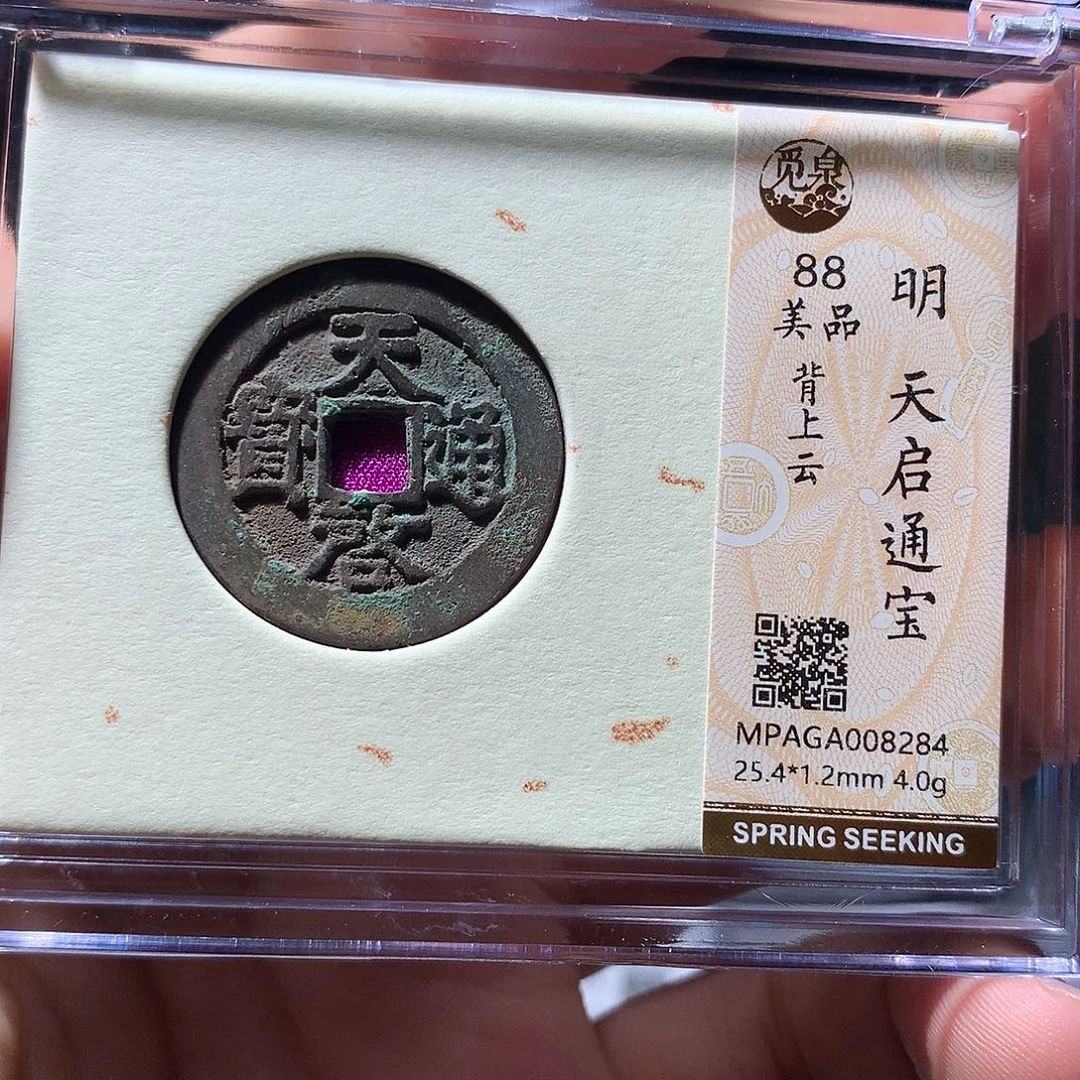 天啓通寶
觅泉
明 天启通宝
88
美品
背上云
MPAGA008284
25.4*1.2mm 4.0g
SPRING SEEKING